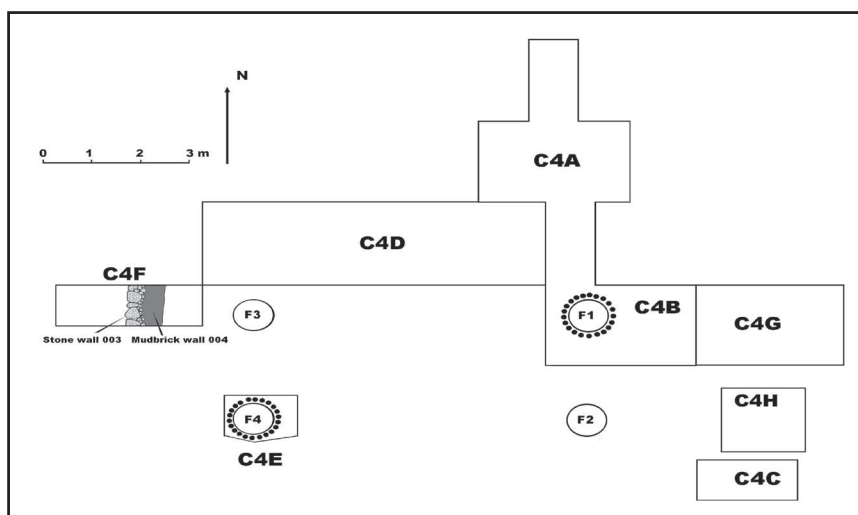 N
0 1 2 3 m
C4A
C4D
C4F
F3
F1
C4B
C4G
Stone wall 003 Mudbrick wall 004
C4H
F4
F2
C4E
C4C